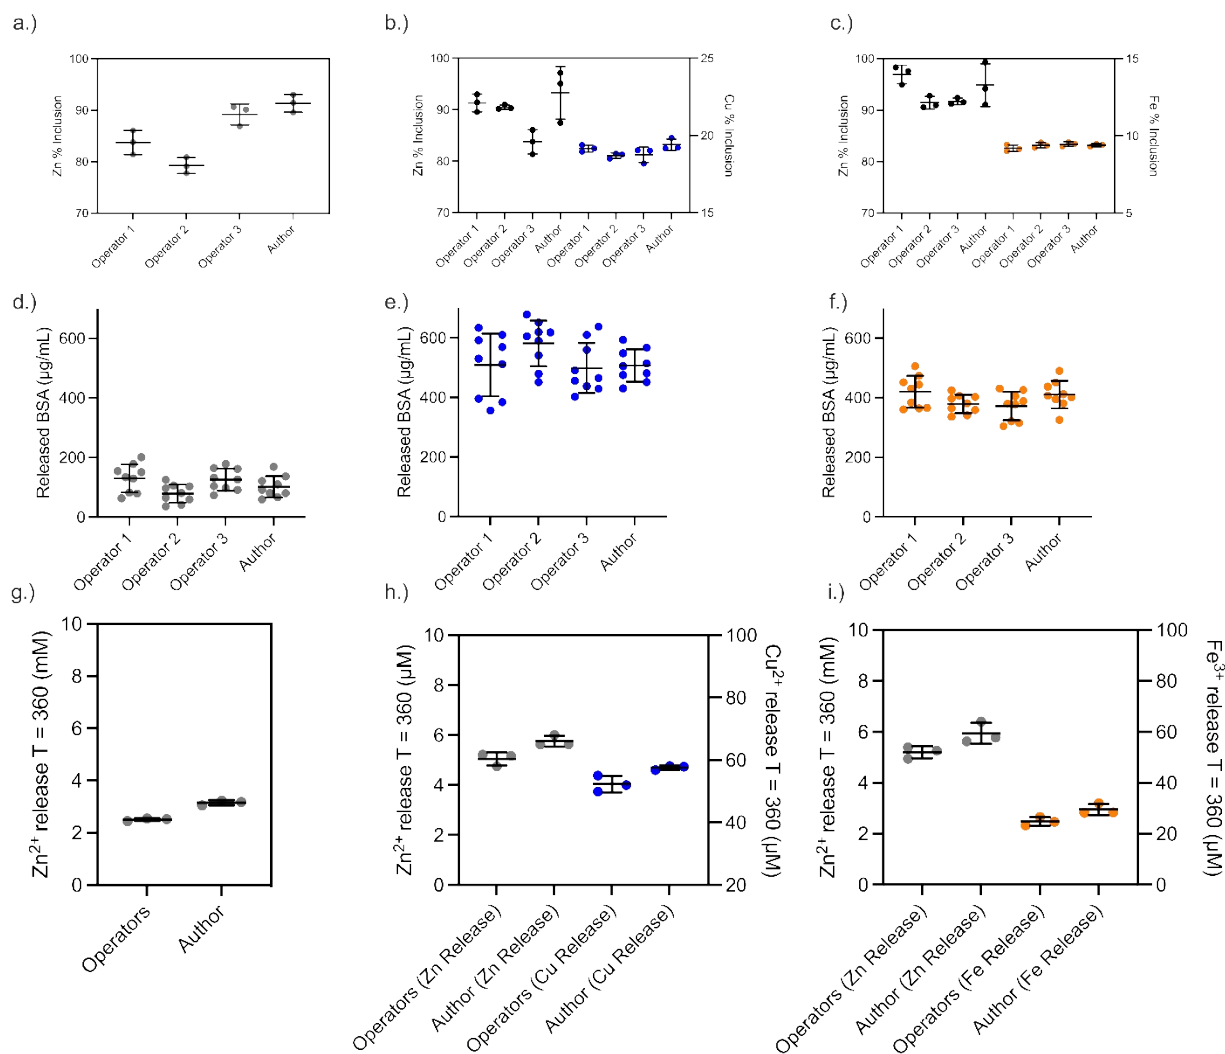 a.)
b.)
c.)
100
90
80
70
Zn % Inclusion
Operator 1
Operator 2
Operator 3
Author
100
90
80
70
Zn % Inclusion
25
20
15
Cu % Inclusion
Operator 1
Operator 2
Operator 3
Author
Operator 1
Operator 2
Operator 3
Author
100
90
80
70
Zn % Inclusion
15
10
5
Fe % Inclusion
Operator 1
Operator 2
Operator 3
Author
Operator 1
Operator 2
Operator 3
Author
d.)
e.)
f.)
600
400
200
0
Released BSA (µg/mL)
Operator 1
Operator 2
Operator 3
Author
600
400
200
0
Released BSA (µg/mL)
Operator 1
Operator 2
Operator 3
Author
600
400
200
0
Released BSA (µg/mL)
Operator 1
Operator 2
Operator 3
Author
g.)
h.)
i.)
10
8
6
4
2
0
Zn²⁺ release T = 360 (mM)
Operators
Author
10
8
6
4
2
0
Zn²⁺ release T = 360 (µM)
100
80
60
40
20
Cu²⁺ release T = 360 (µM)
Operators (Zn Release)
Author (Zn Release)
Operators (Cu Release)
Author (Cu Release)
10
8
6
4
2
0
Zn²⁺ release T = 360 (mM)
100
80
60
40
20
0
Fe³⁺ release T = 360 (µM)
Operators (Zn Release)
Author (Zn Release)
Operators (Fe Release)
Author (Fe Release)